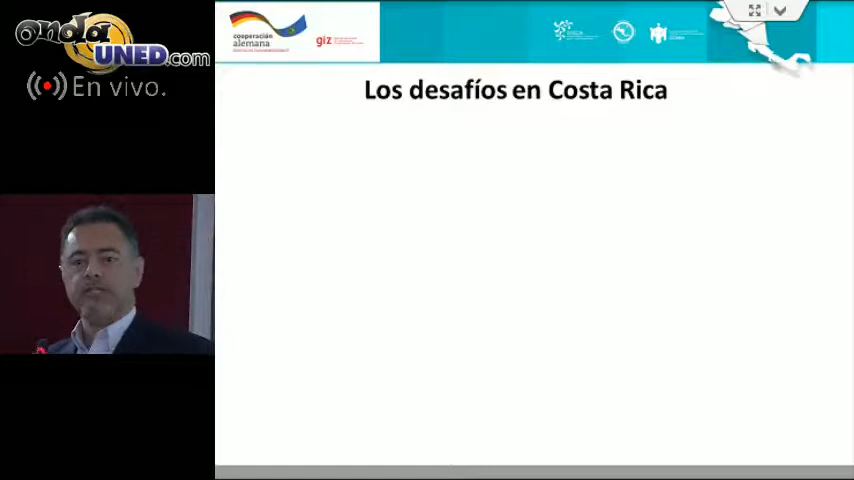 onda
UNED.com
En vivo.
cooperación
alemana
giz
Los desafíos en Costa Rica